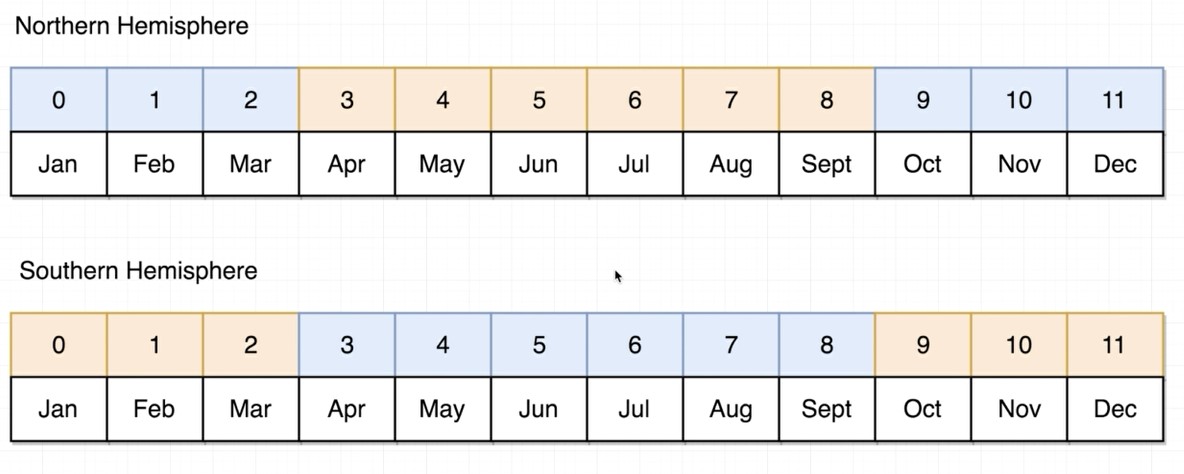 Northern Hemisphere
0 1 2 3 4 5 6 7 8 9 10 11
Jan Feb Mar Apr May Jun Jul Aug Sept Oct Nov Dec
Southern Hemisphere
0 1 2 3 4 5 6 7 8 9 10 11
Jan Feb Mar Apr May Jun Jul Aug Sept Oct Nov Dec